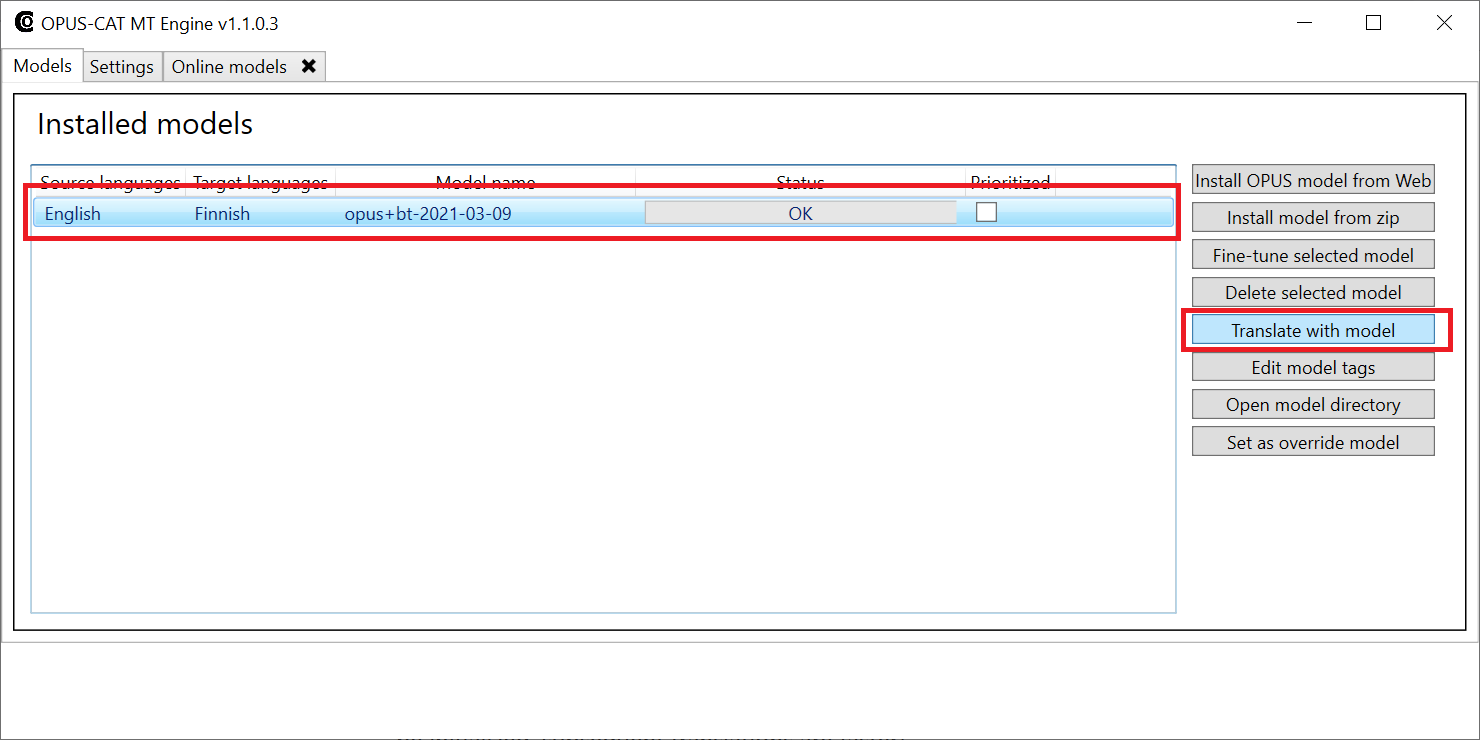 OPUS-CAT MT Engine v1.1.0.3
Models Settings Online models
Installed models
Source languages Target languages Model name Status Prioritized
English Finnish opus+bt-2021-03-09 OK
Install OPUS model from Web
Install model from zip
Fine-tune selected model
Delete selected model
Translate with model
Edit model tags
Open model directory
Set as override model